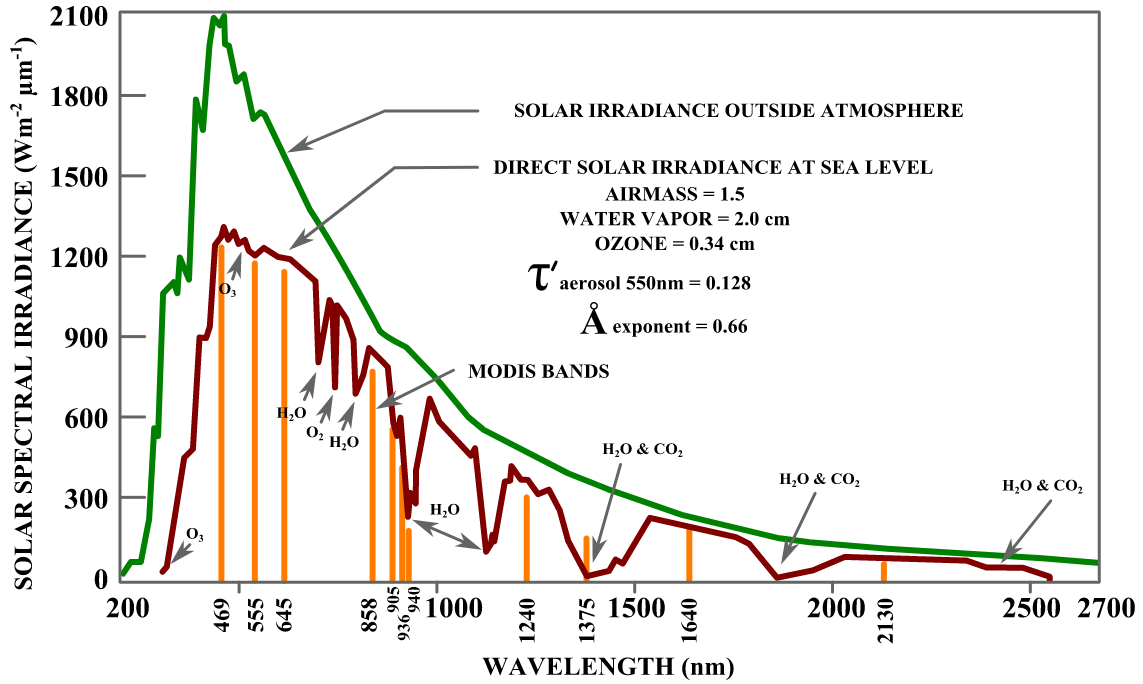 2100
1800
1500
1200
900
600
300
0
SOLAR SPECTRAL IRRADIANCE (Wm⁻² µm⁻¹)
SOLAR IRRADIANCE OUTSIDE ATMOSPHERE
DIRECT SOLAR IRRADIANCE AT SEA LEVEL
AIRMASS = 1.5
WATER VAPOR = 2.0 cm
OZONE = 0.34 cm
τ′ aerosol 550nm = 0.128
Å exponent = 0.66
MODIS BANDS
O₃
H₂O
O₂
H₂O
H₂O
H₂O & CO₂
H₂O & CO₂
H₂O & CO₂
O₃
200 1000 1500 2000 2500 2700
469 555 645 858 905 936 940 1240 1375 1640 2130
WAVELENGTH (nm)